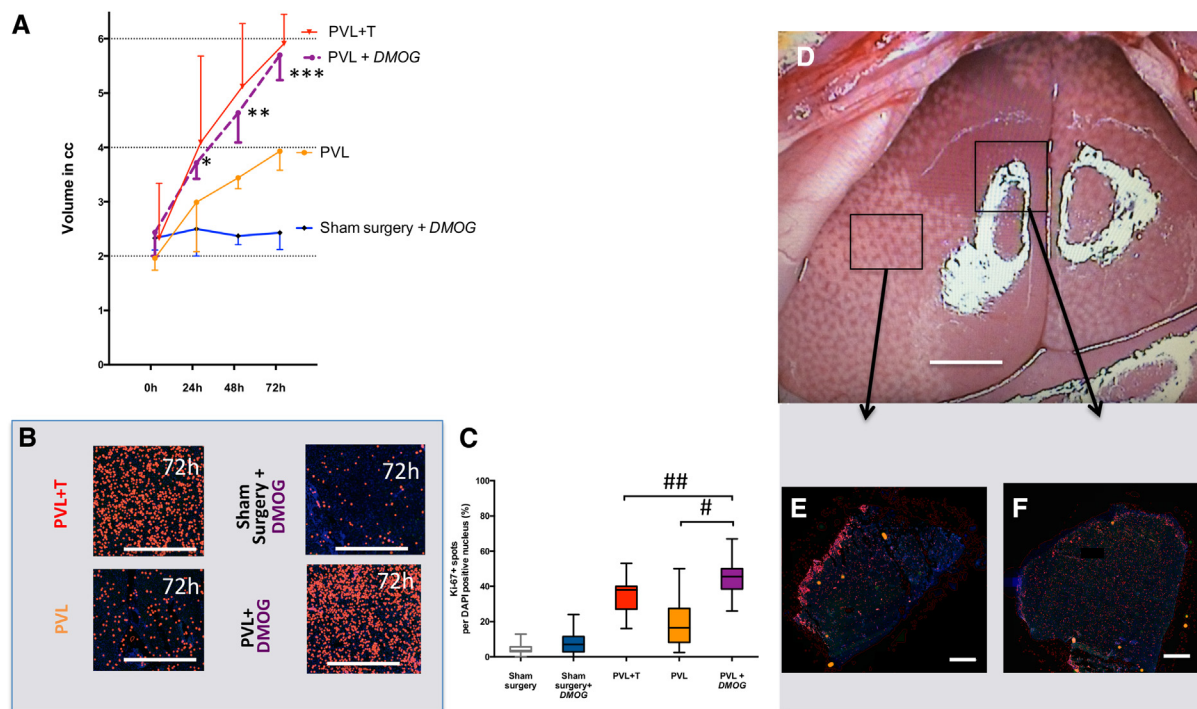 A
Volume in cc
6
5
4
3
2
1
0
0h 24h 48h 72h
PVL+T
PVL + DMOG
***
**
*
PVL
Sham surgery + DMOG
B
PVL+T
72h
Sham
Surgery +
DMOG
72h
PVL
72h
PVL+
DMOG
72h
C
Ki-67+ spots
per DAPI positive nucleus (%)
100
80
60
40
20
0
##
#
Sham
surgery
Sham
surgery+
DMOG
PVL+T
PVL
PVL +
DMOG
D
E
F